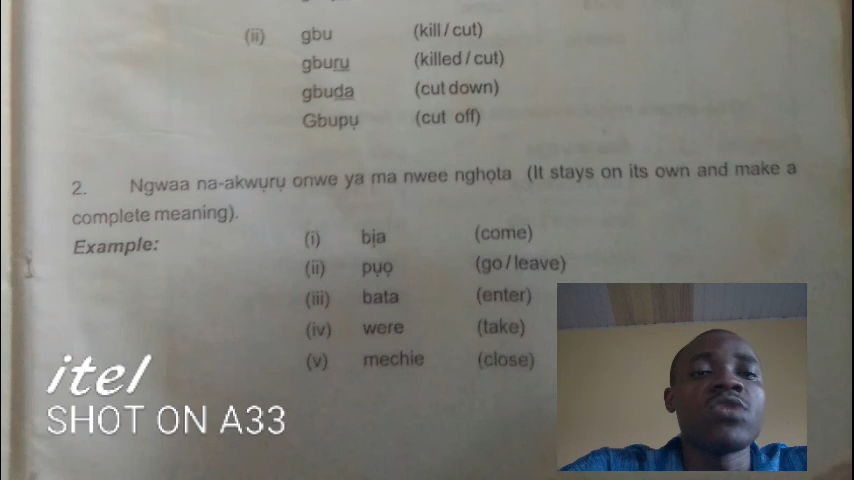 (ii) gbu (kill / cut)
gburu (killed / cut)
gbuda (cut down)
Gbupụ (cut off)
2. Ngwaa na-akwụrụ onwe ya ma nwee nghọta (It stays on its own and make a
complete meaning).
Example: (i) bịa (come)
(ii) pụọ (go / leave)
(iii) bata (enter)
(iv) were (take)
(v) mechie (close)
itel
SHOT ON A33